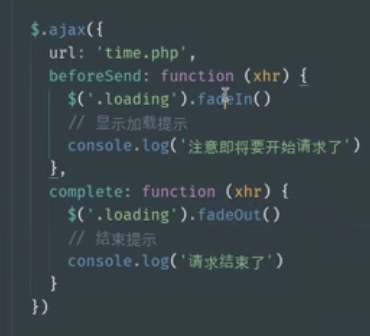 $.ajax({
url: 'time.php',
beforeSend: function (xhr) {
$('.loading').fadeIn()
// 显示加载提示
console.log('注意即将要开始请求了')
},
complete: function (xhr) {
$('.loading').fadeOut()
// 结束提示
console.log('请求结束了')
}
})